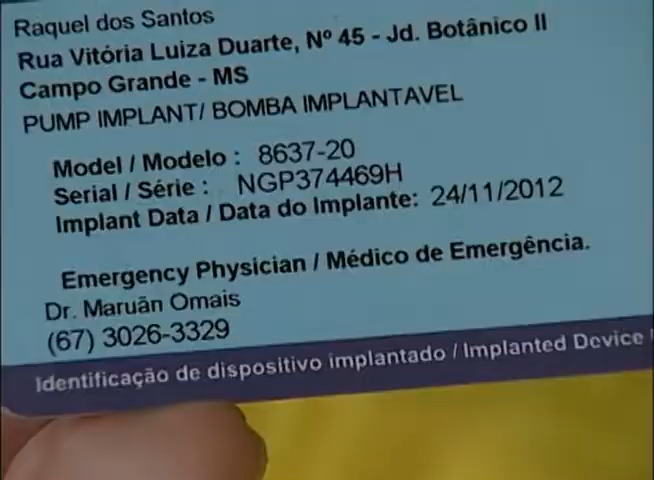 Raquel dos Santos
Rua Vitória Luiza Duarte, Nº 45 - Jd. Botânico II
Campo Grande - MS
PUMP IMPLANT/ BOMBA IMPLANTAVEL
Model / Modelo : 8637-20
Serial / Série : NGP374469H
Implant Data / Data do Implante: 24/11/2012
Emergency Physician / Médico de Emergência.
Dr. Maruãn Omais
(67) 3026-3329
Identificação de dispositivo implantado / Implanted Device